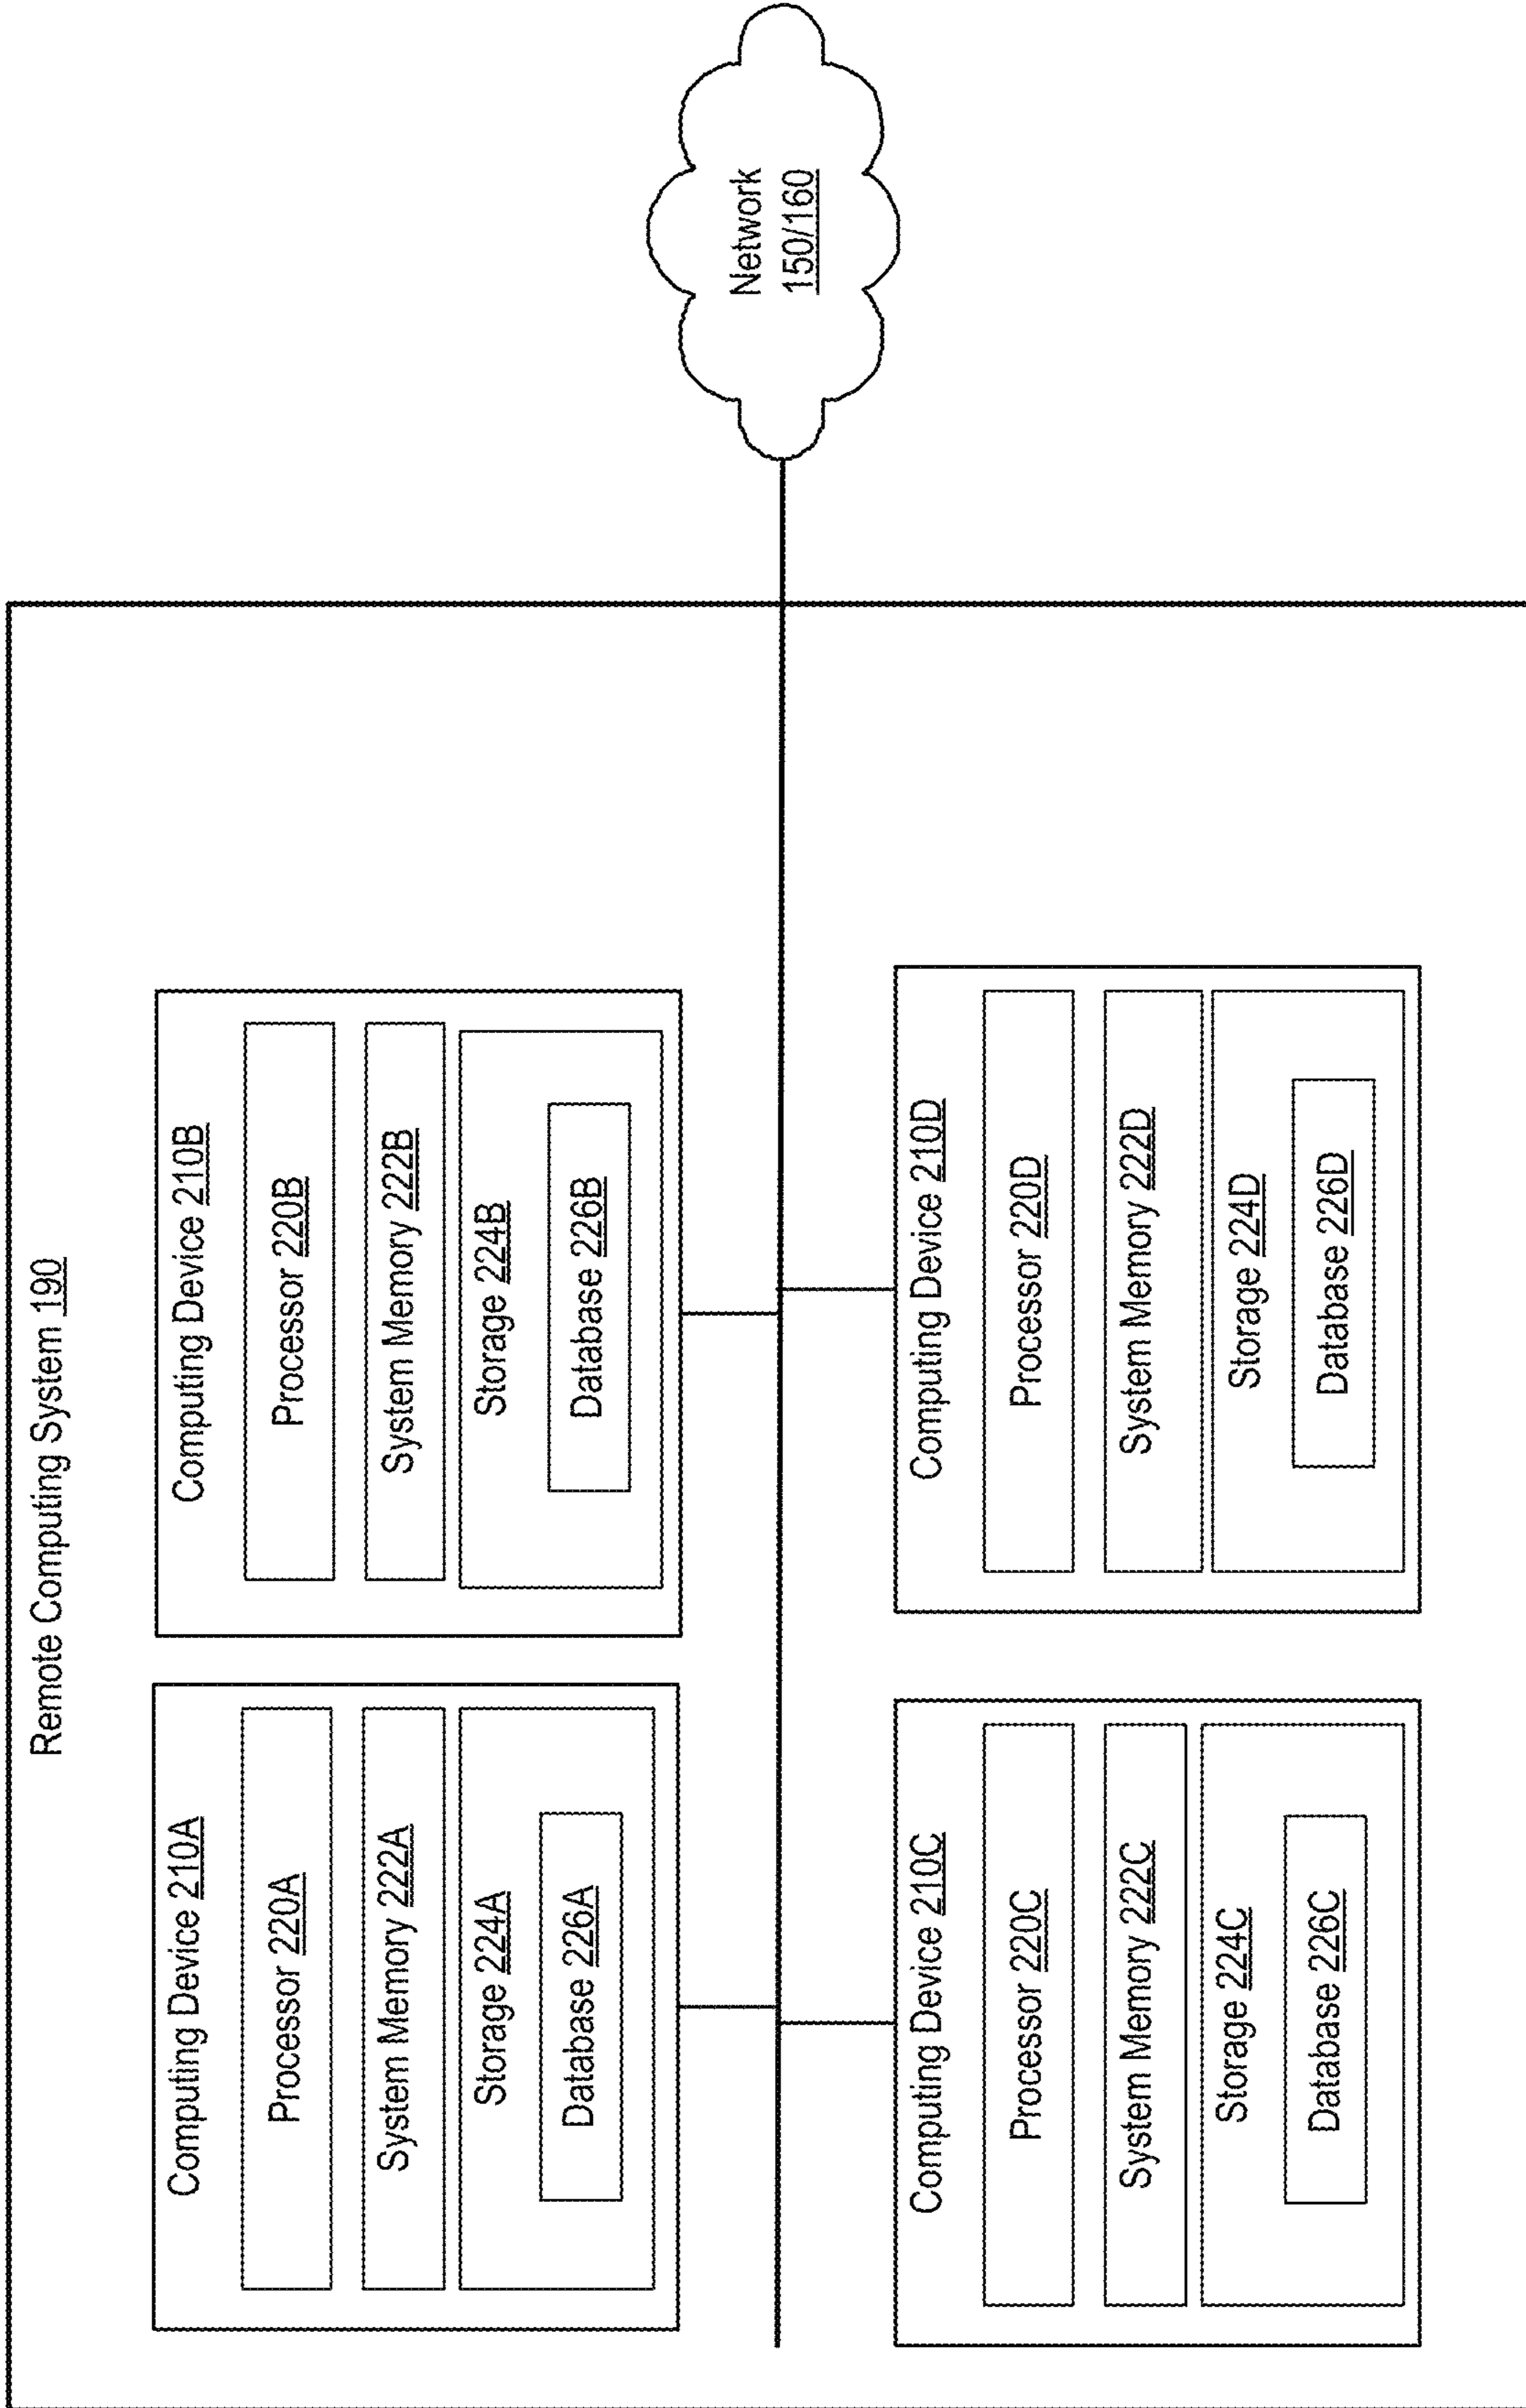 Remote Computing System 190
Computing Device 210A
Processor 220A
System Memory 222A
Storage 224A
Database 226A
Computing Device 210B
Processor 220B
System Memory 222B
Storage 224B
Database 226B
Computing Device 210C
Processor 220C
System Memory 222C
Storage 224C
Database 226C
Computing Device 210D
Processor 220D
System Memory 222D
Storage 224D
Database 226D
Network
150/160